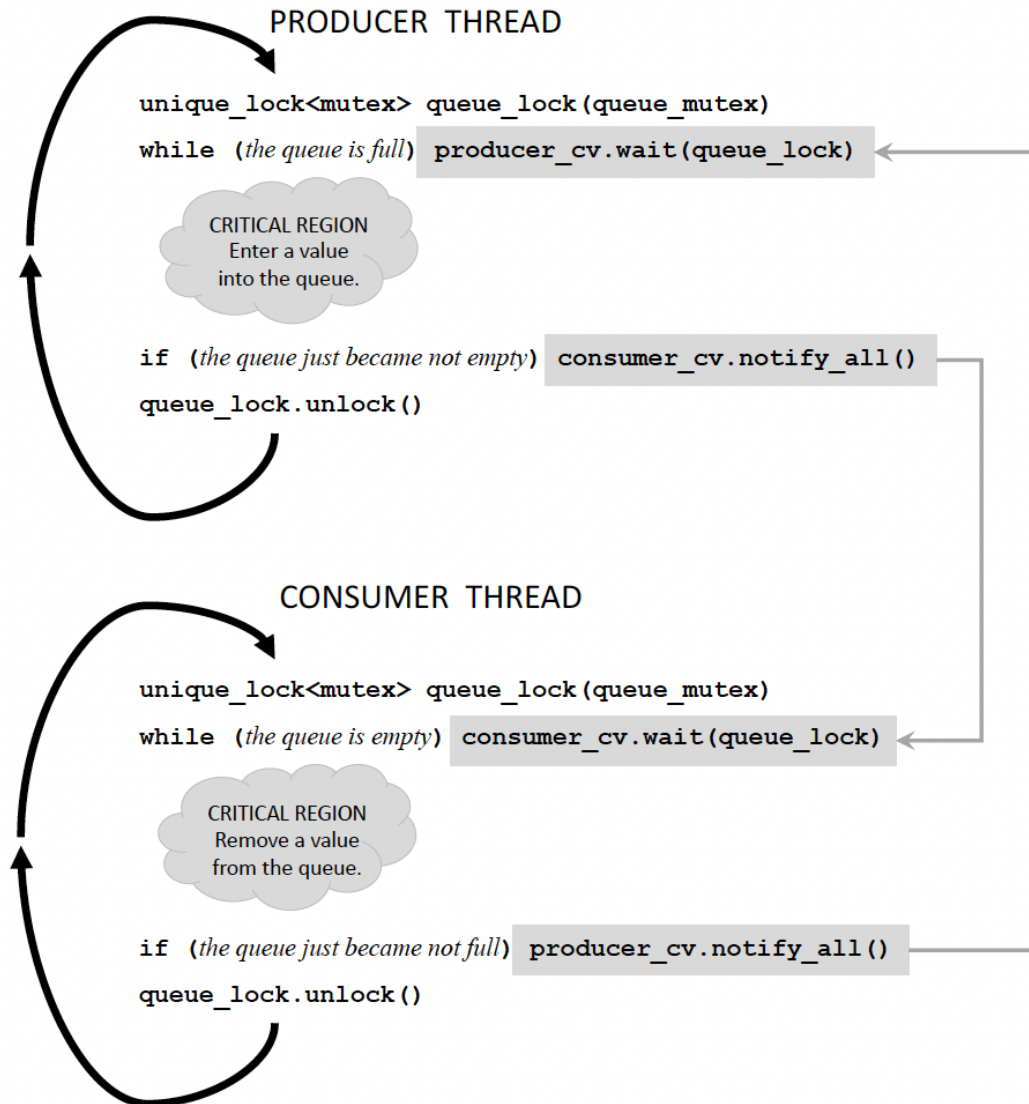 PRODUCER THREAD
unique_lock<mutex> queue_lock(queue_mutex)
while (the queue is full) producer_cv.wait(queue_lock)
CRITICAL REGION
Enter a value
into the queue.
if (the queue just became not empty) consumer_cv.notify_all()
queue_lock.unlock()
CONSUMER THREAD
unique_lock<mutex> queue_lock(queue_mutex)
while (the queue is empty) consumer_cv.wait(queue_lock)
CRITICAL REGION
Remove a value
from the queue.
if (the queue just became not full) producer_cv.notify_all()
queue_lock.unlock()